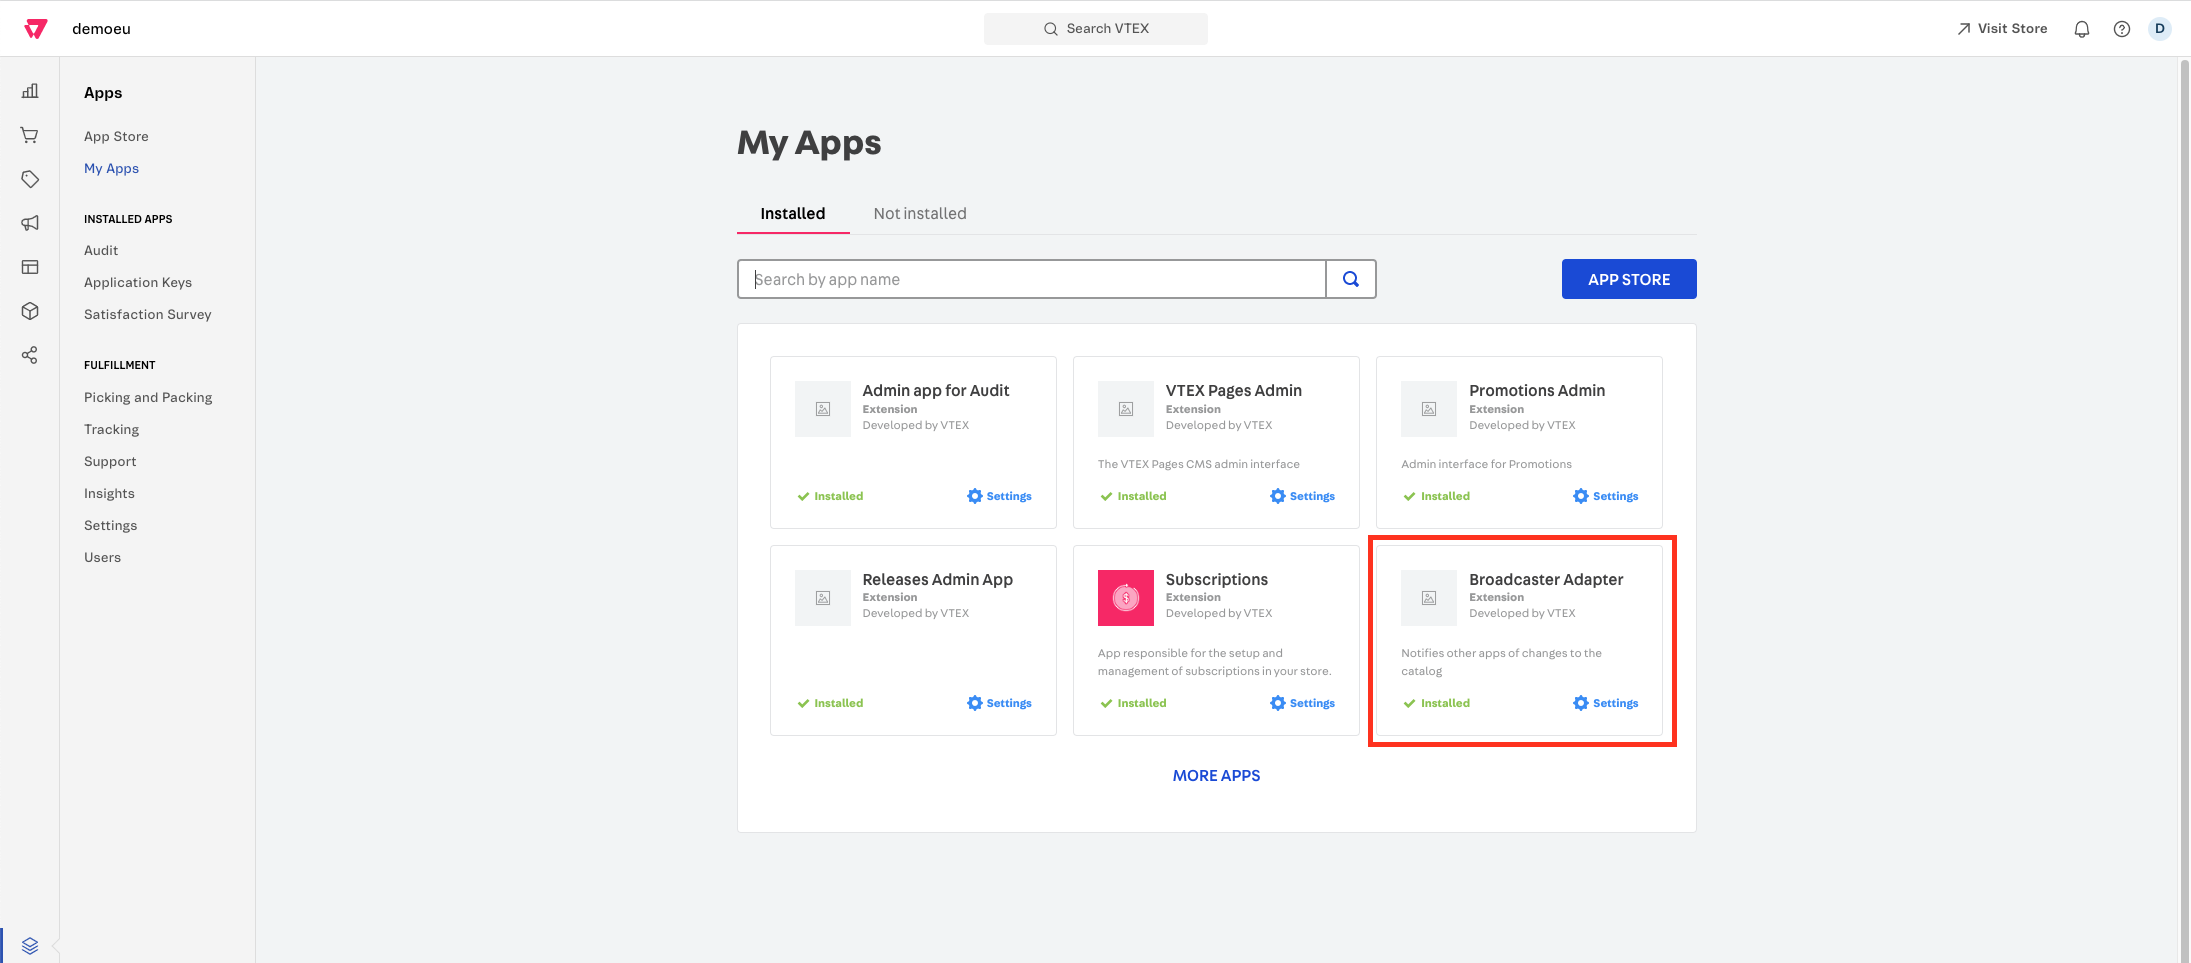 demoeu
Search VTEX
Visit Store
D
Apps
App Store
My Apps
INSTALLED APPS
Audit
Application Keys
Satisfaction Survey
FULFILLMENT
Picking and Packing
Tracking
Support
Insights
Settings
Users
My Apps
Installed
Not installed
Search by app name
APP STORE
Admin app for Audit
Extension
Developed by VTEX
Installed
Settings
VTEX Pages Admin
Extension
Developed by VTEX
The VTEX Pages CMS admin interface
Installed
Settings
Promotions Admin
Extension
Developed by VTEX
Admin interface for Promotions
Installed
Settings
Releases Admin App
Extension
Developed by VTEX
Installed
Settings
Subscriptions
Extension
Developed by VTEX
App responsible for the setup and
management of subscriptions in your store.
Installed
Settings
Broadcaster Adapter
Extension
Developed by VTEX
Notifies other apps of changes to the
catalog
Installed
Settings
MORE APPS